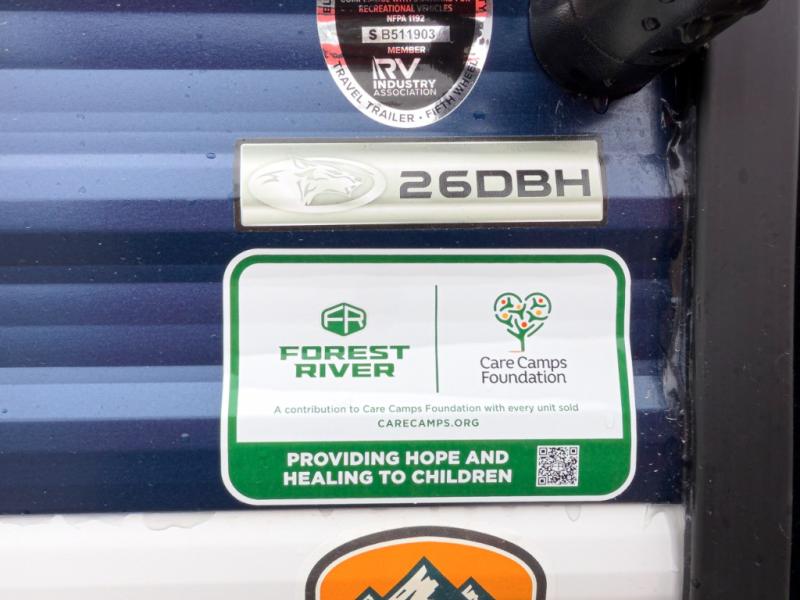 RECREATIONAL VEHICLES
NFPA 1192
S B511903
MEMBER
RV
INDUSTRY
ASSOCIATION
TRAVEL TRAILER • FIFTH WHEEL
26DBH
FR
FOREST
RIVER
Care Camps
Foundation
A contribution to Care Camps Foundation with every unit sold
CARECAMPS.ORG
PROVIDING HOPE AND
HEALING TO CHILDREN